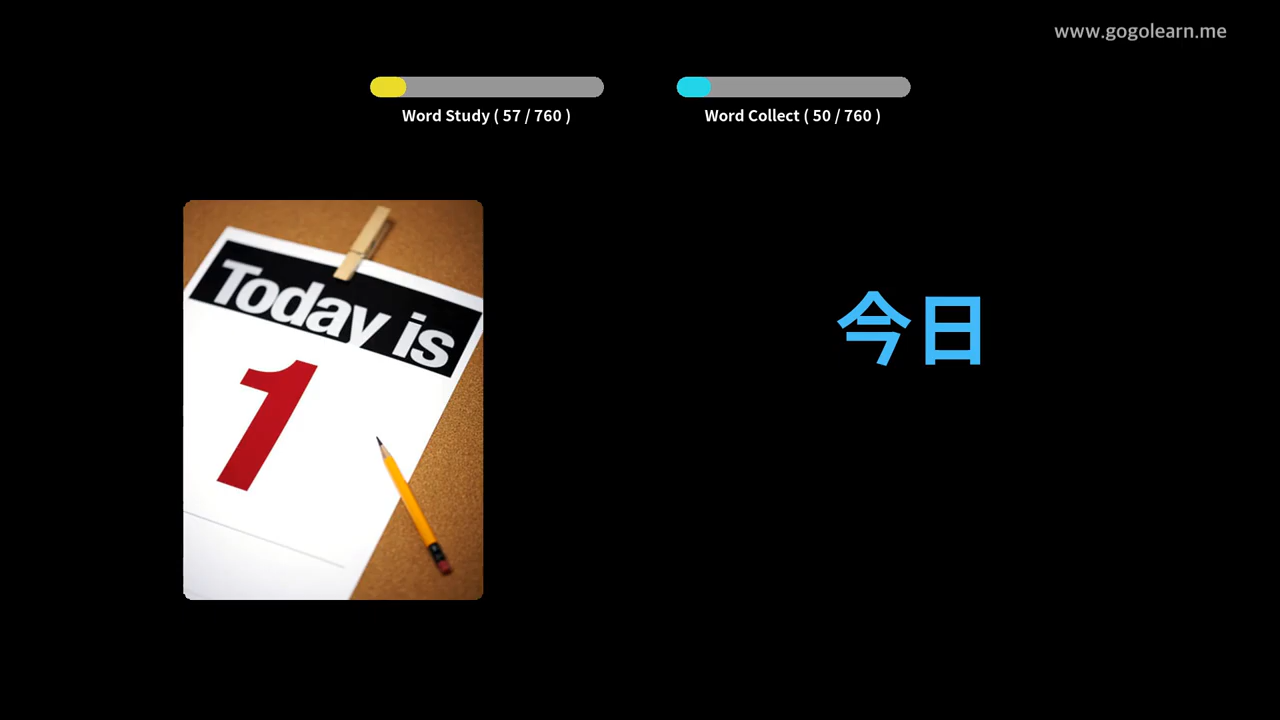 www.gogolearn.me
Word Study ( 57 / 760 )
Word Collect ( 50 / 760 )
Today is
1
今日